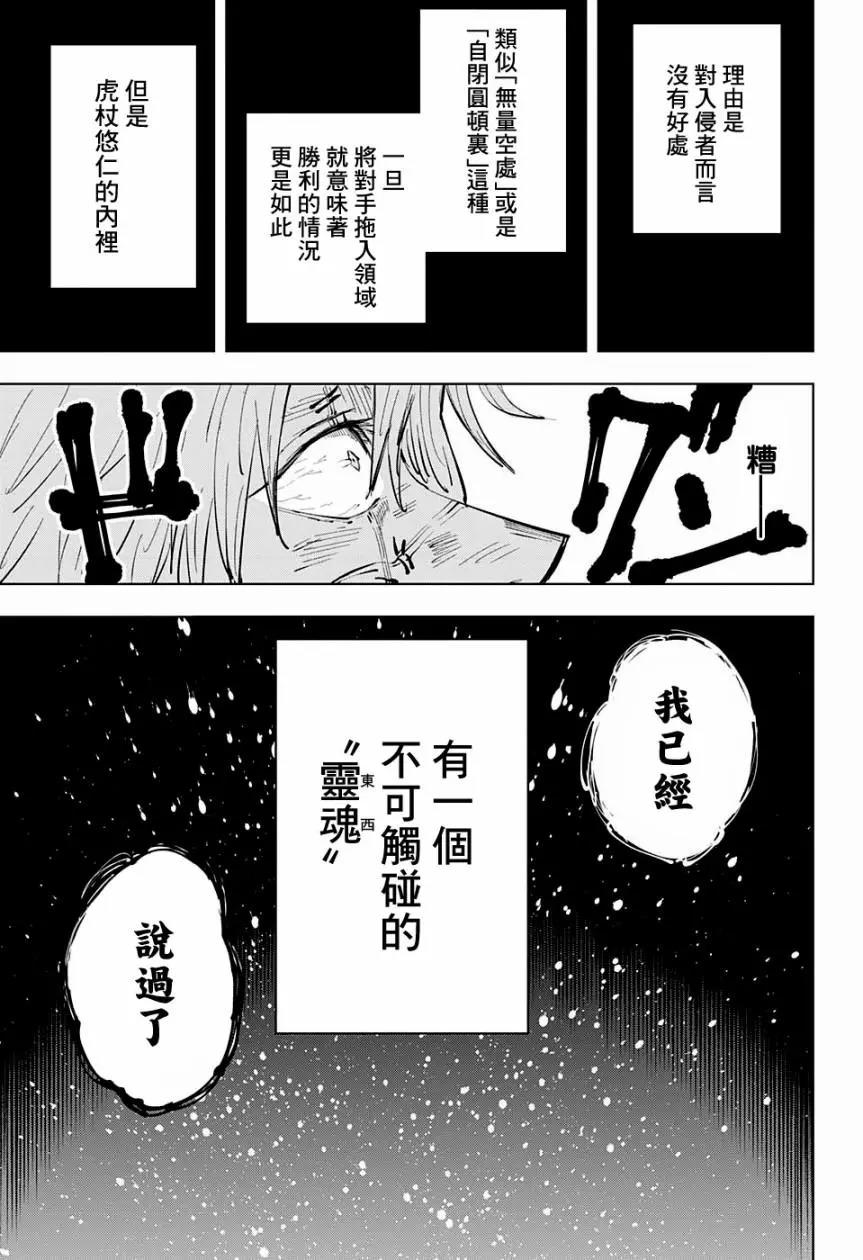 理由是
對入侵者而言
沒有好處
類似「無量空處」或是
「自閉圓頓裏」這種
一旦
將對手拖入領域
就意味著
勝利的情況
更是如此
但是
虎杖悠仁的內裡
糟
我已經
有一個
不可觸碰的
〝靈魂〞
東西
說過了